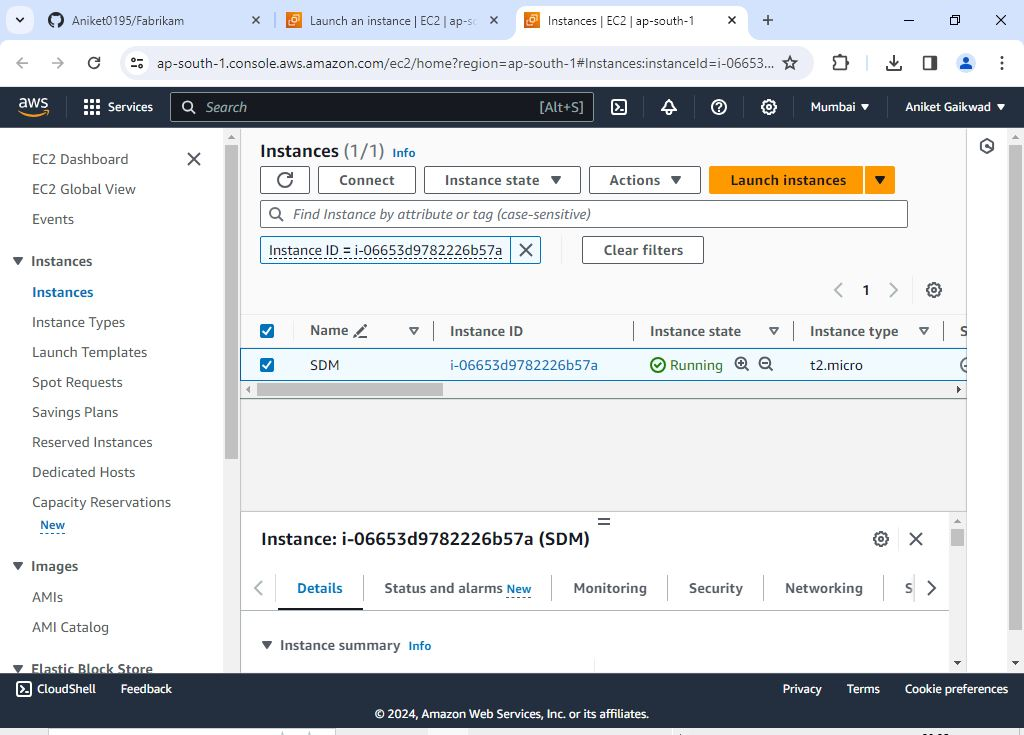 Aniket0195/Fabrikam
Launch an instance | EC2 | ap-sc
Instances | EC2 | ap-south-1
ap-south-1.console.aws.amazon.com/ec2/home?region=ap-south-1#Instances:instanceId=i-06653...
aws Services Search [Alt+S] Mumbai Aniket Gaikwad
EC2 Dashboard
EC2 Global View
Events
Instances
Instances
Instance Types
Launch Templates
Spot Requests
Savings Plans
Reserved Instances
Dedicated Hosts
Capacity Reservations
New
Images
AMIs
AMI Catalog
Elastic Block Store
Instances (1/1) Info
Connect Instance state Actions Launch instances
Find Instance by attribute or tag (case-sensitive)
Instance ID = i-06653d9782226b57a Clear filters
1
Name Instance ID Instance state Instance type S
SDM i-06653d9782226b57a Running t2.micro
Instance: i-06653d9782226b57a (SDM)
Details Status and alarms New Monitoring Security Networking S
Instance summary Info
CloudShell Feedback Privacy Terms Cookie preferences
© 2024, Amazon Web Services, Inc. or its affiliates.